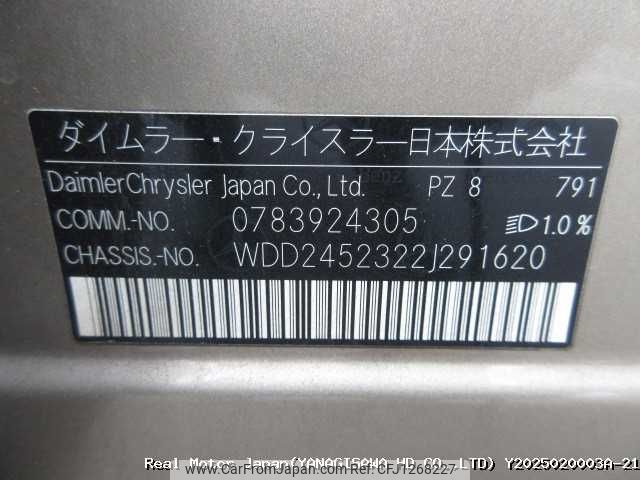 ダイムラー・クライスラー日本株式会社
DaimlerChrysler Japan Co., Ltd. PZ 8 791
COMM.-NO. 0783924305 1.0 %
CHASSIS.-NO. WDD2452322J291620
Real Motor Japan(YANAGISAWA HD CO.,LTD) Y2025020003A-21
www.carfromjapan.com Ref No: CFJ1268227